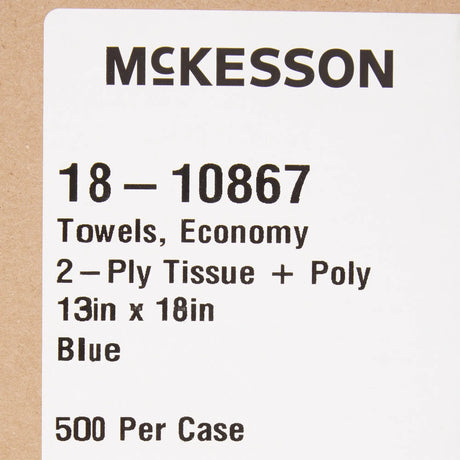 McKESSON
18-10867
Towels, Economy
2-Ply Tissue + Poly
13in x 18in
Blue
500 Per Case